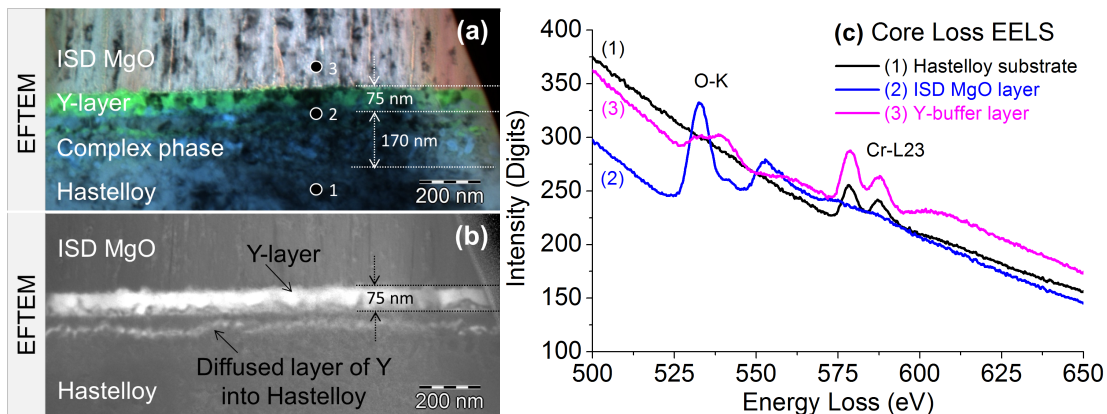 EFTEM
(a)
ISD MgO
3
Y-layer
75 nm
2
Complex phase
170 nm
Hastelloy
1
200 nm
EFTEM
(b)
ISD MgO
Y-layer
75 nm
Diffused layer of Y
into Hastelloy
Hastelloy
200 nm
(c) Core Loss EELS
(1) Hastelloy substrate
(2) ISD MgO layer
(3) Y-buffer layer
(1)
(3)
(2)
O-K
Cr-L23
Intensity (Digits)
400
350
300
250
200
150
100
500 525 550 575 600 625 650
Energy Loss (eV)